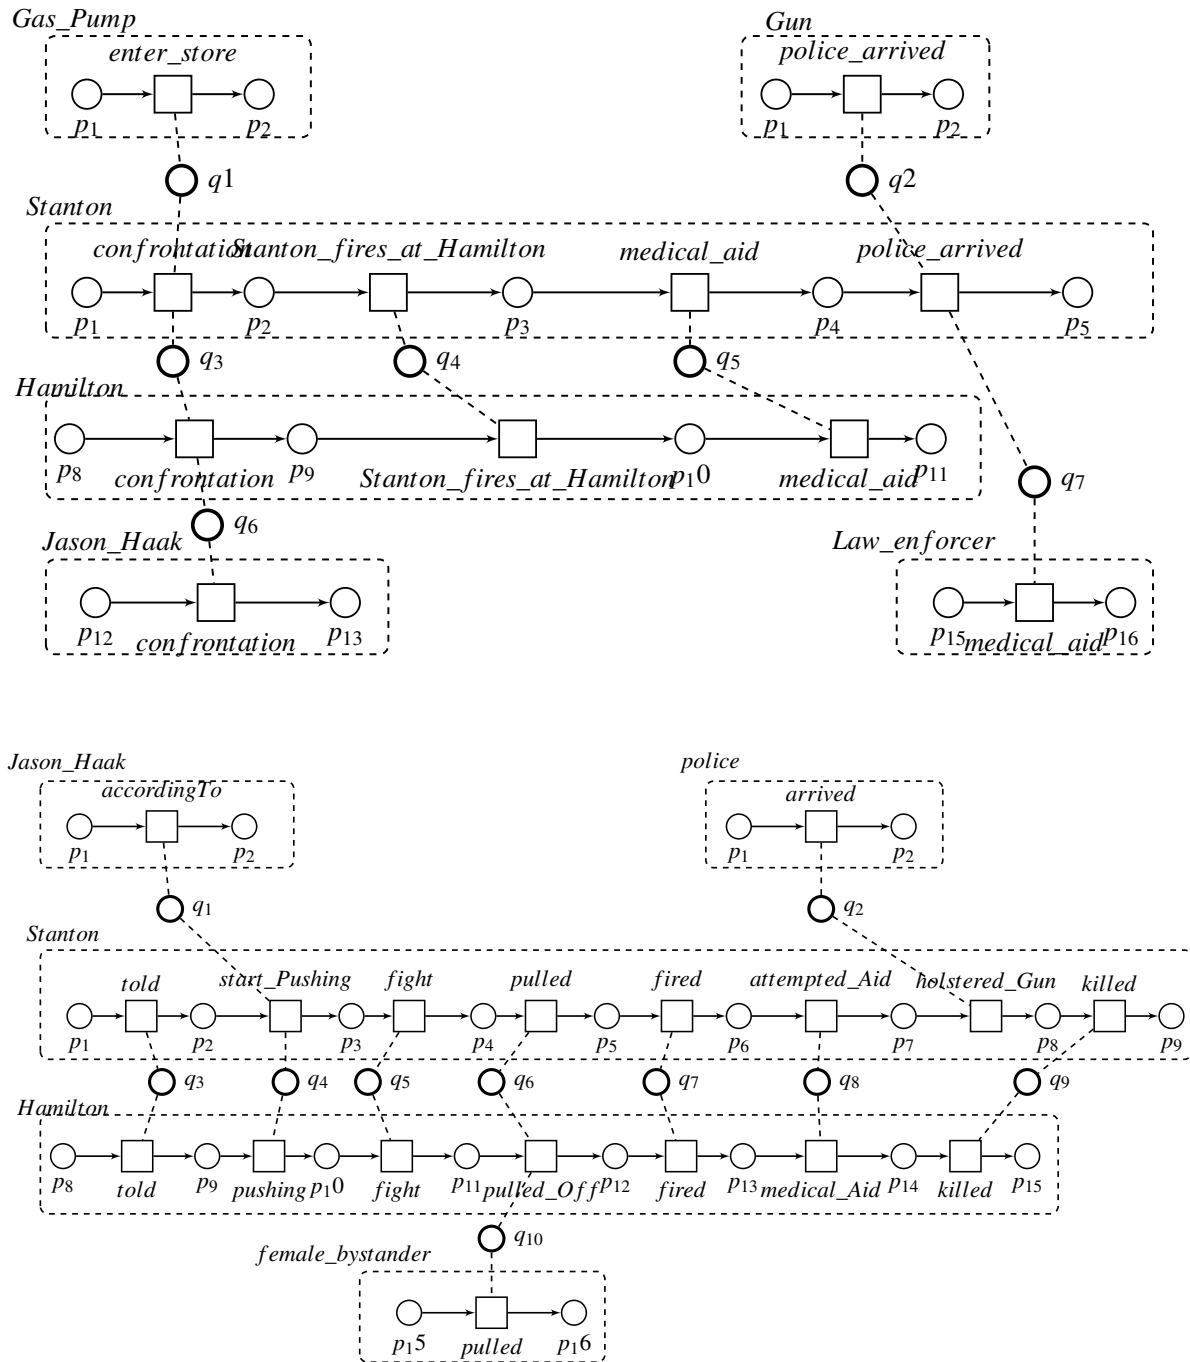 Gas_Pump Gun
enter_store police_arrived
p1 p2 p1 p2
q1 q2
Stanton
confrontation Stanton_fires_at_Hamilton medical_aid police_arrived
p1 p2 p3 p4 p5
q3 q4 q5
Hamilton
p8 p9 p10 p11
confrontation Stanton_fires_at_Hamilton medical_aid
q7
q6
Jason_Haak Law_enforcer
p12 confrontation p13 p15 medical_aid p16
Jason_Haak police
accordingTo arrived
p1 p2 p1 p2
q1 q2
Stanton
told start_Pushing fight pulled fired attempted_Aid holstered_Gun killed
p1 p2 p3 p4 p5 p6 p7 p8 p9
q3 q4 q5 q6 q7 q8 q9
Hamilton
p8 told p9 pushing p10 fight p11 pulled_Off p12 fired p13 medical_Aid p14 killed p15
q10
female_bystander
p15 pulled p16